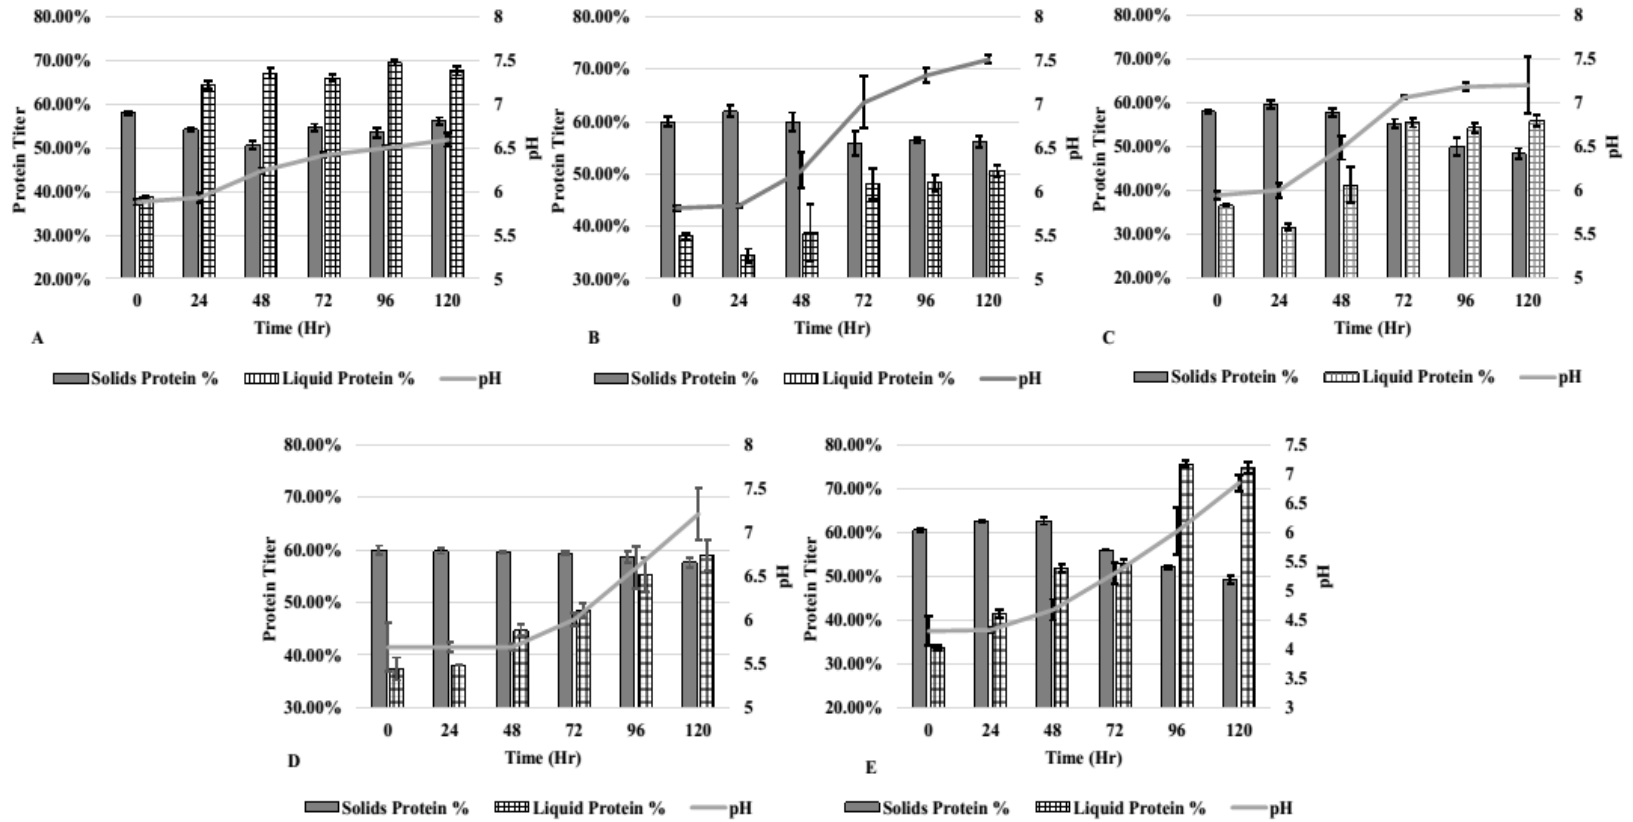 80.00%
70.00%
60.00%
50.00%
40.00%
30.00%
20.00%
Protein Titer
8
7.5
7
6.5
6
5.5
5
pH
0 24 48 72 96 120
Time (Hr)
A
Solids Protein % Liquid Protein % pH
80.00%
70.00%
60.00%
50.00%
40.00%
30.00%
Protein Titer
8
7.5
7
6.5
6
5.5
5
pH
0 24 48 72 96 120
Time (Hr)
B
Solids Protein % Liquid Protein % pH
80.00%
70.00%
60.00%
50.00%
40.00%
30.00%
20.00%
Protein Titer
8
7.5
7
6.5
6
5.5
5
pH
0 24 48 72 96 120
Time (Hr)
C
Solids Protein % Liquid Protein % pH
80.00%
70.00%
60.00%
50.00%
40.00%
30.00%
Protein Titer
8
7.5
7
6.5
6
5.5
5
pH
0 24 48 72 96 120
Time (Hr)
D
Solids Protein % Liquid Protein % pH
80.00%
70.00%
60.00%
50.00%
40.00%
30.00%
20.00%
Protein Titer
7.5
7
6.5
6
5.5
5
4.5
4
3.5
3
pH
0 24 48 72 96 120
Time (Hr)
E
Solids Protein % Liquid Protein % pH